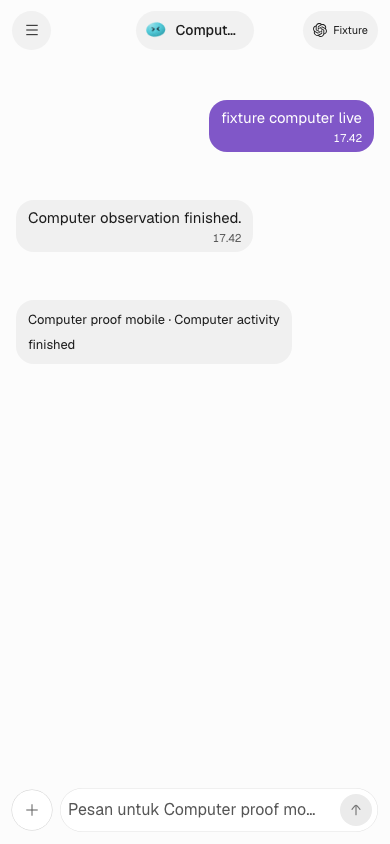 Comput...
Fixture
fixture computer live
17.42
Computer observation finished.
17.42
Computer proof mobile · Computer activity
finished
Pesan untuk Computer proof mo...